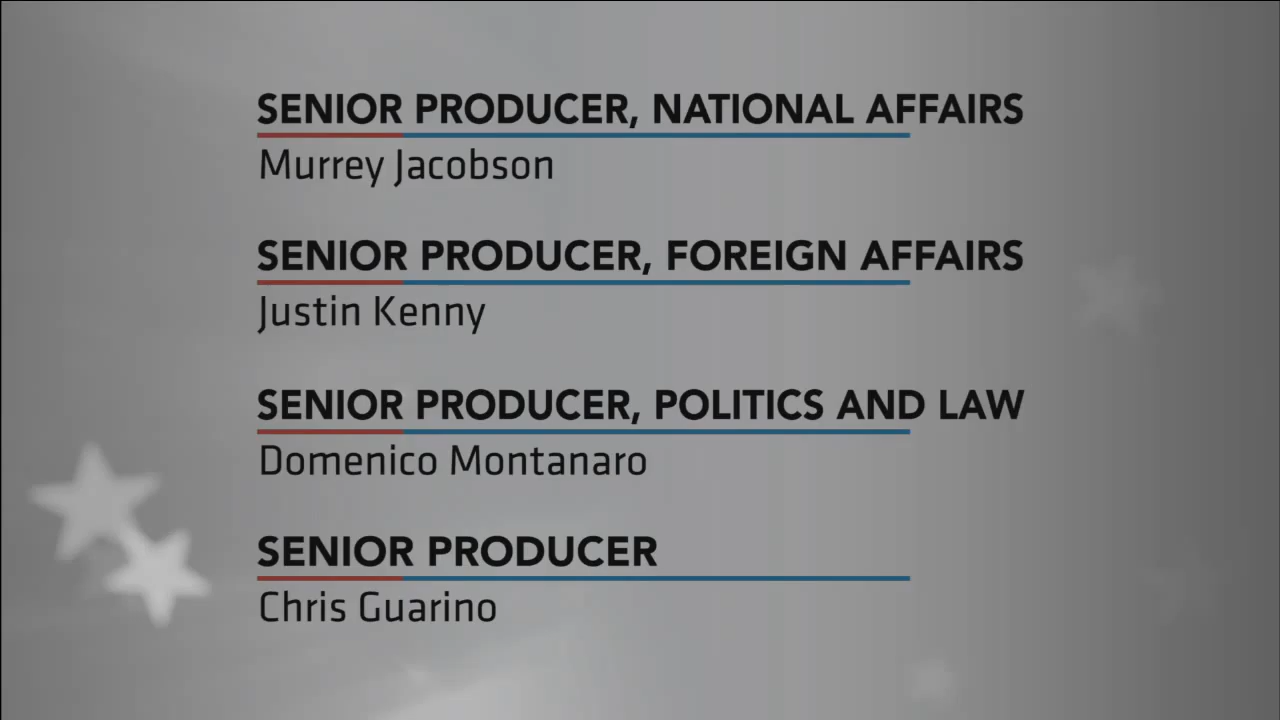 SENIOR PRODUCER, NATIONAL AFFAIRS
Murrey Jacobson
SENIOR PRODUCER, FOREIGN AFFAIRS
Justin Kenny
SENIOR PRODUCER, POLITICS AND LAW
Domenico Montanaro
SENIOR PRODUCER
Chris Guarino